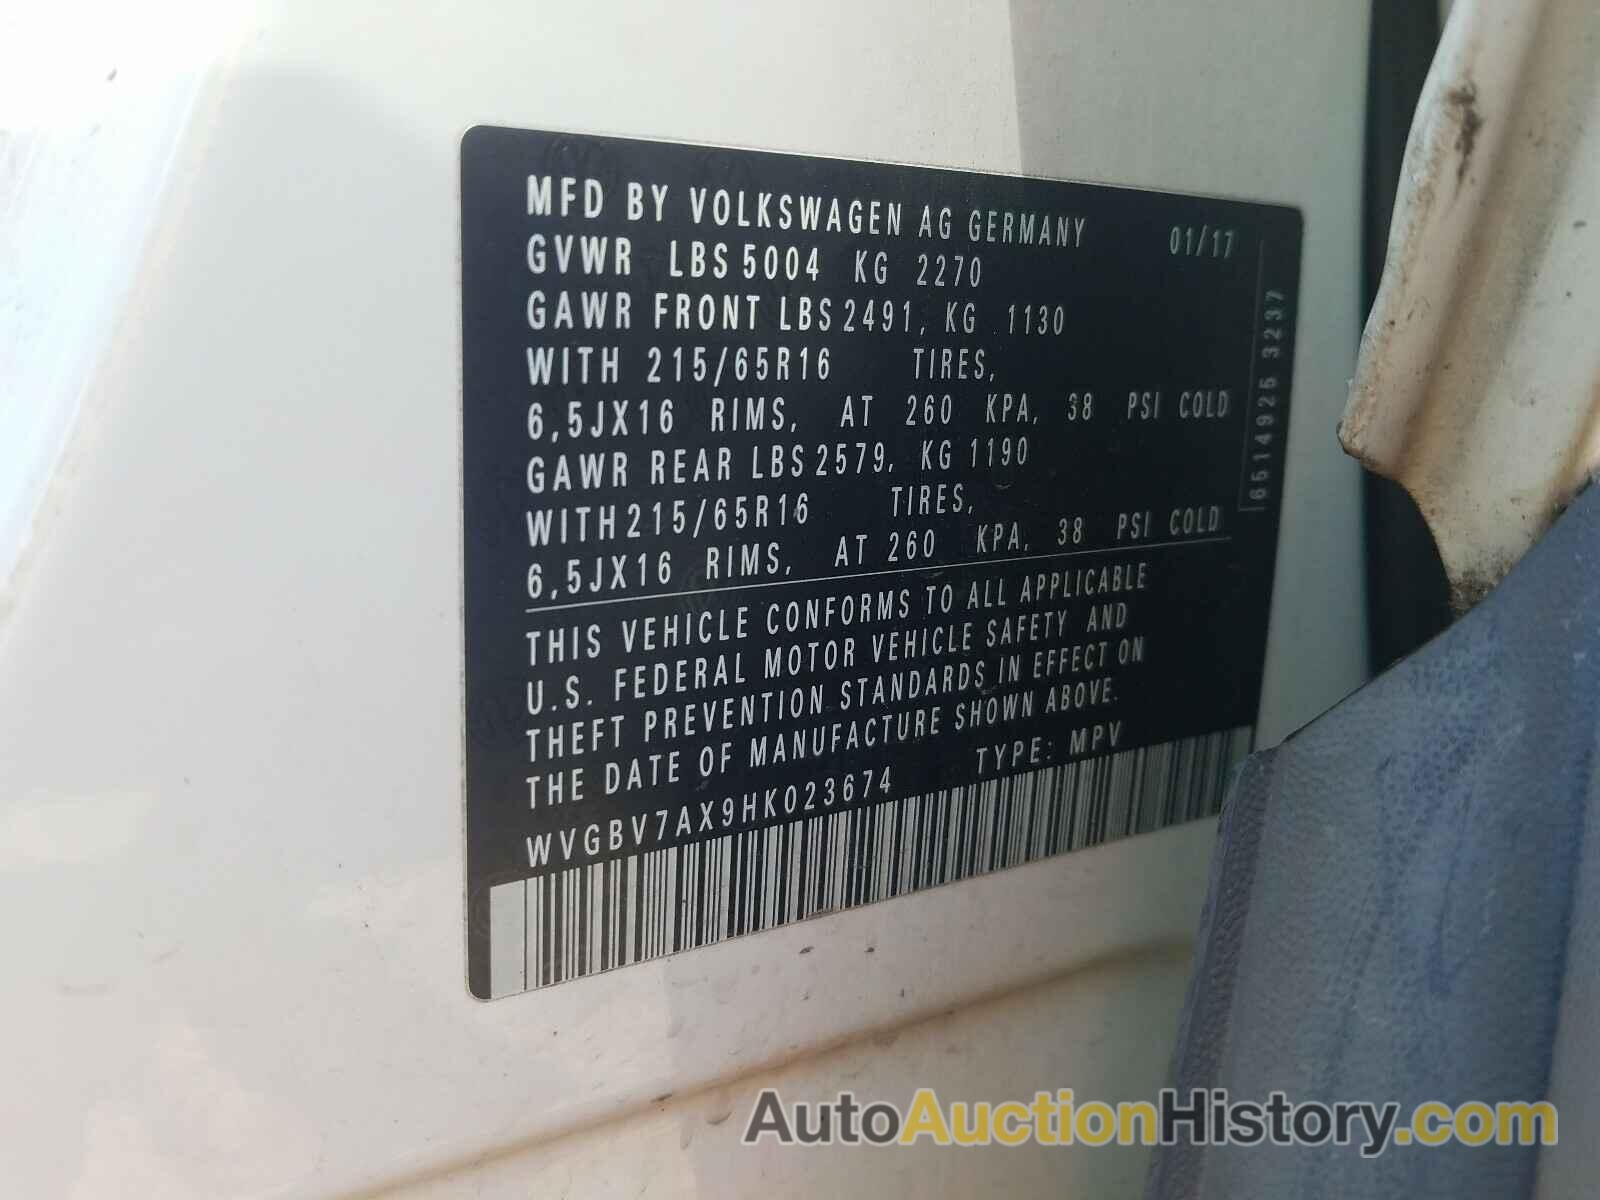 MFD BY VOLKSWAGEN AG GERMANY 01/17
GVWR LBS 5004 KG 2270
GAWR FRONT LBS 2491, KG 1130
WITH 215/65R16 TIRES,
6,5JX16 RIMS, AT 260 KPA, 38 PSI COLD
GAWR REAR LBS 2579, KG 1190
WITH 215/65R16 TIRES,
6,5JX16 RIMS, AT 260 KPA, 38 PSI COLD
THIS VEHICLE CONFORMS TO ALL APPLICABLE
U.S. FEDERAL MOTOR VEHICLE SAFETY AND
THEFT PREVENTION STANDARDS IN EFFECT ON
THE DATE OF MANUFACTURE SHOWN ABOVE.
WVGBV7AX9HK023674 TYPE: MPV
6514925 3237
AutoAuctionHistory.com